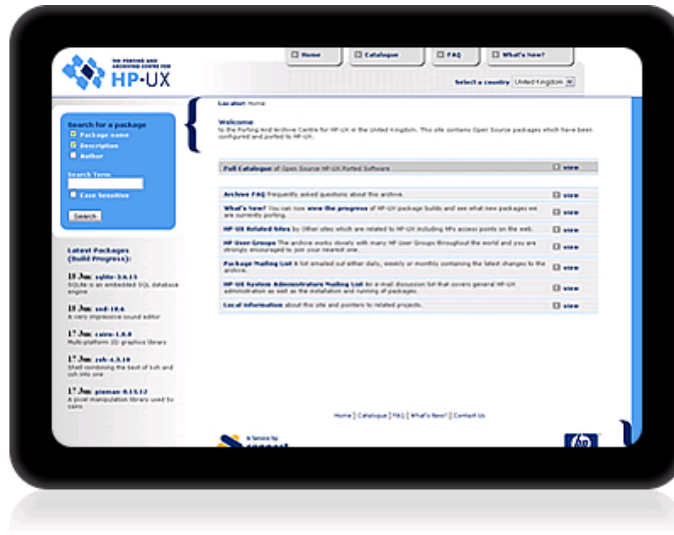 THE PORTING AND
ARCHIVING CENTRE FOR
HP-UX
Home
Catalogue
FAQ
What's New?
Select a country United Kingdom
Location: Home
Welcome
to the Porting And Archive Centre for HP-UX in the United Kingdom. This site contains Open Source packages which have been
configured and ported to HP-UX.
Full Catalogue of Open Source HP-UX Ported Software view
Archive FAQ Frequently asked questions about this archive. view
What's New? You can now view the progress of HP-UX package builds and see what new packages we
are currently porting. view
HP-UX Related Sites Other sites which are related to HP-UX including HPs access points on the web. view
HP User Groups The archive works closely with many HP User Groups throughout the world and you are
strongly encouraged to join your nearest one. view
Package Mailing List A list emailed out either daily, weekly or monthly containing the latest changes to the
archive. view
HP-UX System Administrators Mailing List An e-mail discussion list that covers general HP-UX
administration as well as the installation and running of packages. view
Local information about this site and pointers to related projects. view
Search for a package
Package name
Description
Author
Search Term:
Case Sensitive
Search
Latest Packages
(Build Progress):
18 Jun: sqlite-3.6.15
SQLite is an embedded SQL database
engine
18 Jun: snd-10.6
A very impressive sound editor
17 Jun: cairo-1.8.8
Multi-platform 2D graphics library
17 Jun: zsh-4.3.10
Shell combining the best of ksh and
csh into one
17 Jun: pixman-0.15.12
A pixel manipulation library used by
cairo
Home | Catalogue | FAQ | What's New? | Contact Us
A Service by
hp